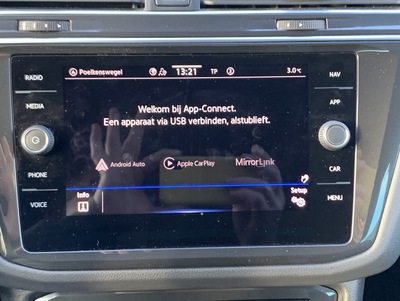 RADIO
MEDIA
PHONE
VOICE
Poelkensweg 13:21 TP 3.0°C
Welkom bij App-Connect.
Een apparaat via USB verbinden, alstublieft.
Android Auto Apple CarPlay MirrorLink
Info Setup
NAV
APP
CAR
MENU